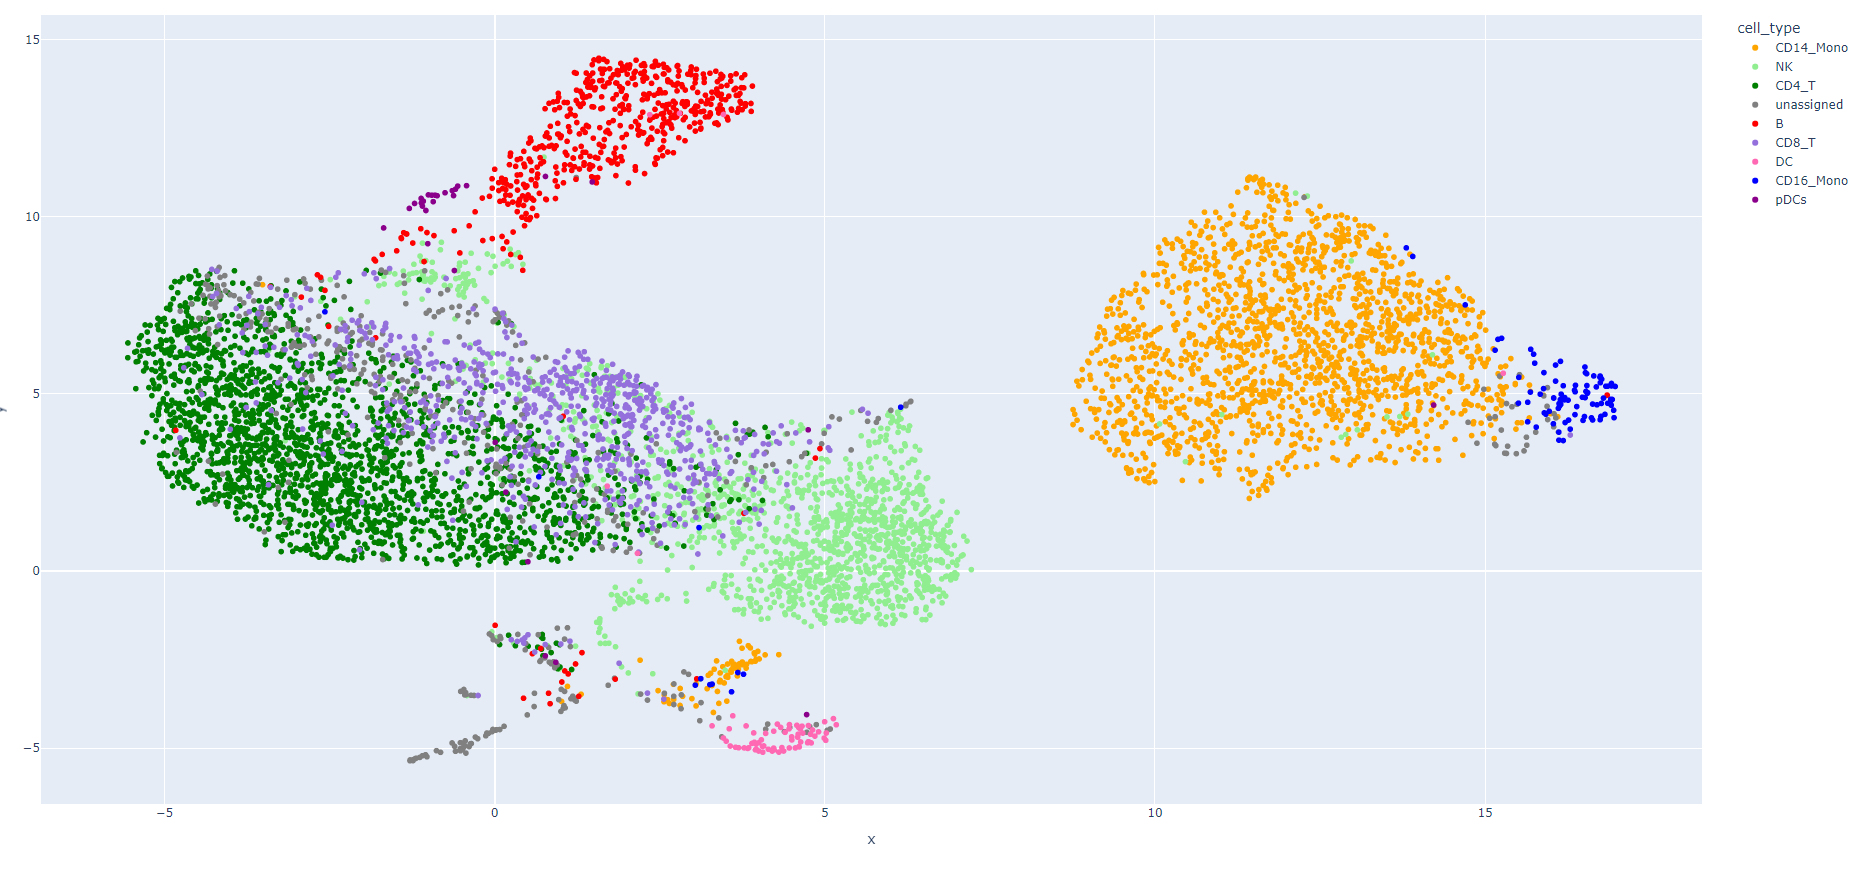 cell_type
CD14_Mono
NK
CD4_T
unassigned
B
CD8_T
DC
CD16_Mono
pDCs
15
10
5
0
−5
−5
0
5
10
15
x